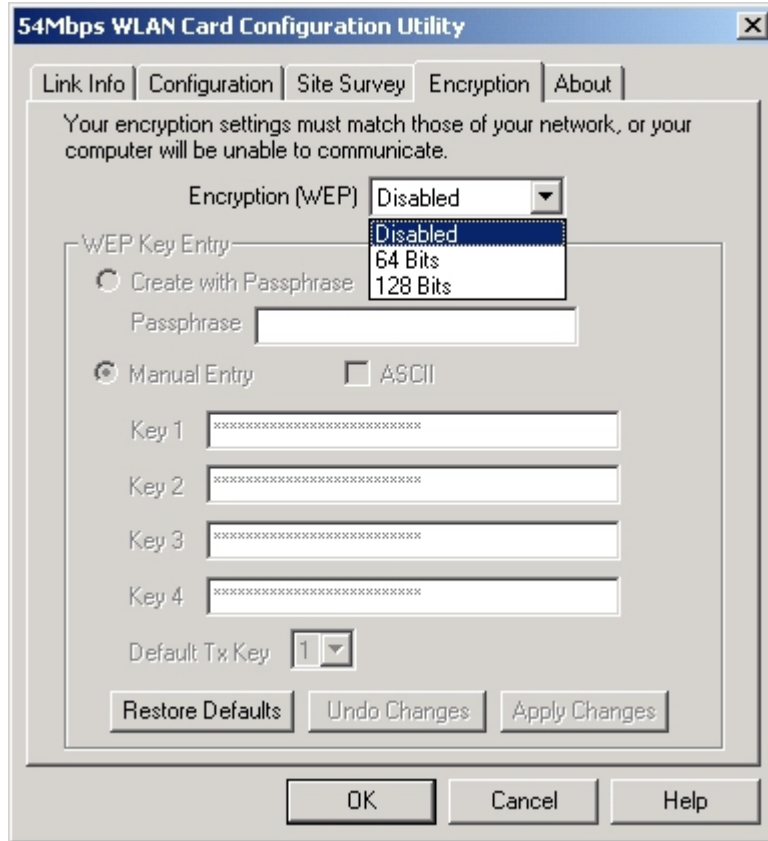 54Mbps WLAN Card Configuration Utility
Link Info Configuration Site Survey Encryption About
Your encryption settings must match those of your network, or your
computer will be unable to communicate.
Encryption (WEP) Disabled
Disabled
64 Bits
128 Bits
WEP Key Entry
Create with Passphrase
Passphrase
Manual Entry ASCII
Key 1 **************************
Key 2 **************************
Key 3 **************************
Key 4 **************************
Default Tx Key 1
Restore Defaults Undo Changes Apply Changes
OK Cancel Help